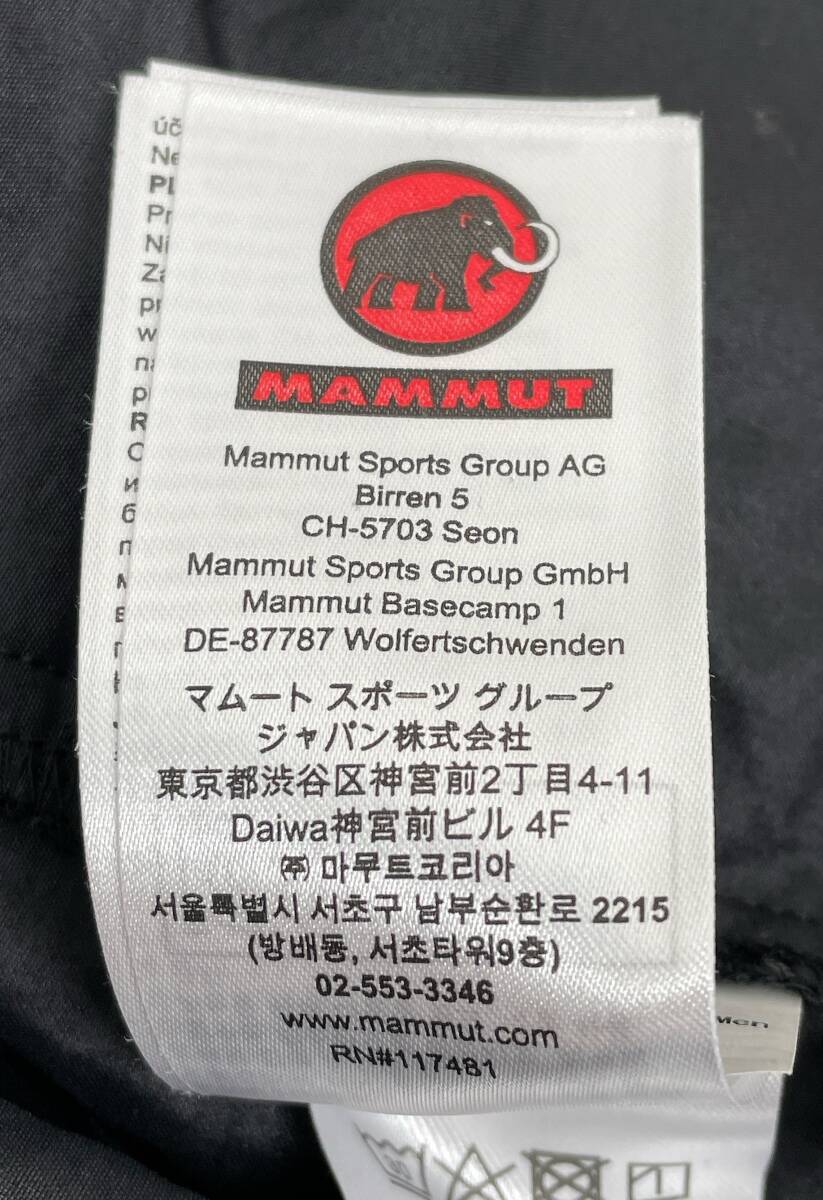 MAMMUT
Mammut Sports Group AG
Birren 5
CH-5703 Seon
Mammut Sports Group GmbH
Mammut Basecamp 1
DE-87787 Wolfertschwenden
マムート スポーツ グループ
ジャパン株式会社
東京都渋谷区神宮前2丁目4-11
Daiwa神宮前ビル 4F
㈜ 마무트코리아
서울특별시 서초구 남부순환로 2215
(방배동, 서초타워9층)
02-553-3346
www.mammut.com
RN#117481
Men